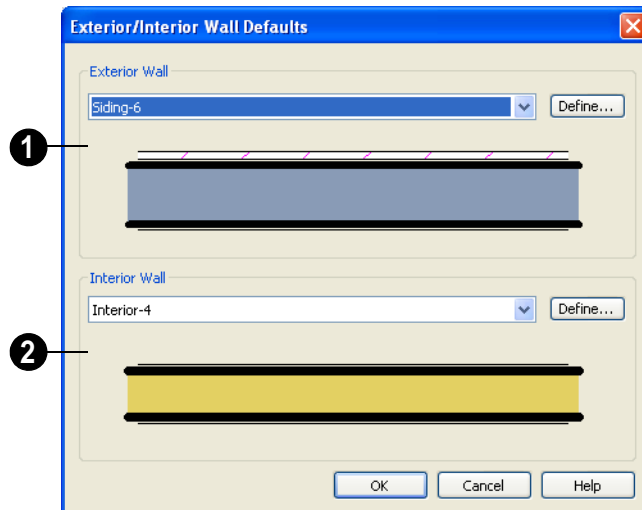 Exterior/Interior Wall Defaults
Exterior Wall
Siding-6
Define...
1
Interior Wall
Interior-4
Define...
2
OK
Cancel
Help